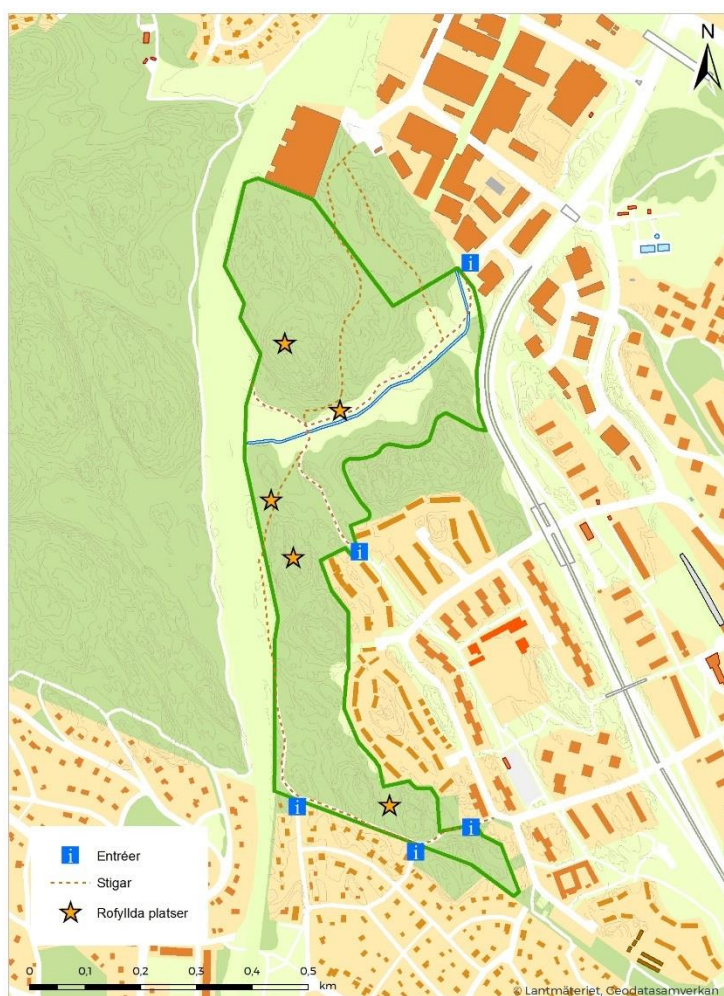 N
i
i
i
i
i
i Entréer
Stigar
Rofyllda platser
0 0,1 0,2 0,3 0,4 0,5
km
© Lantmäteriet, Geodatasamverkan